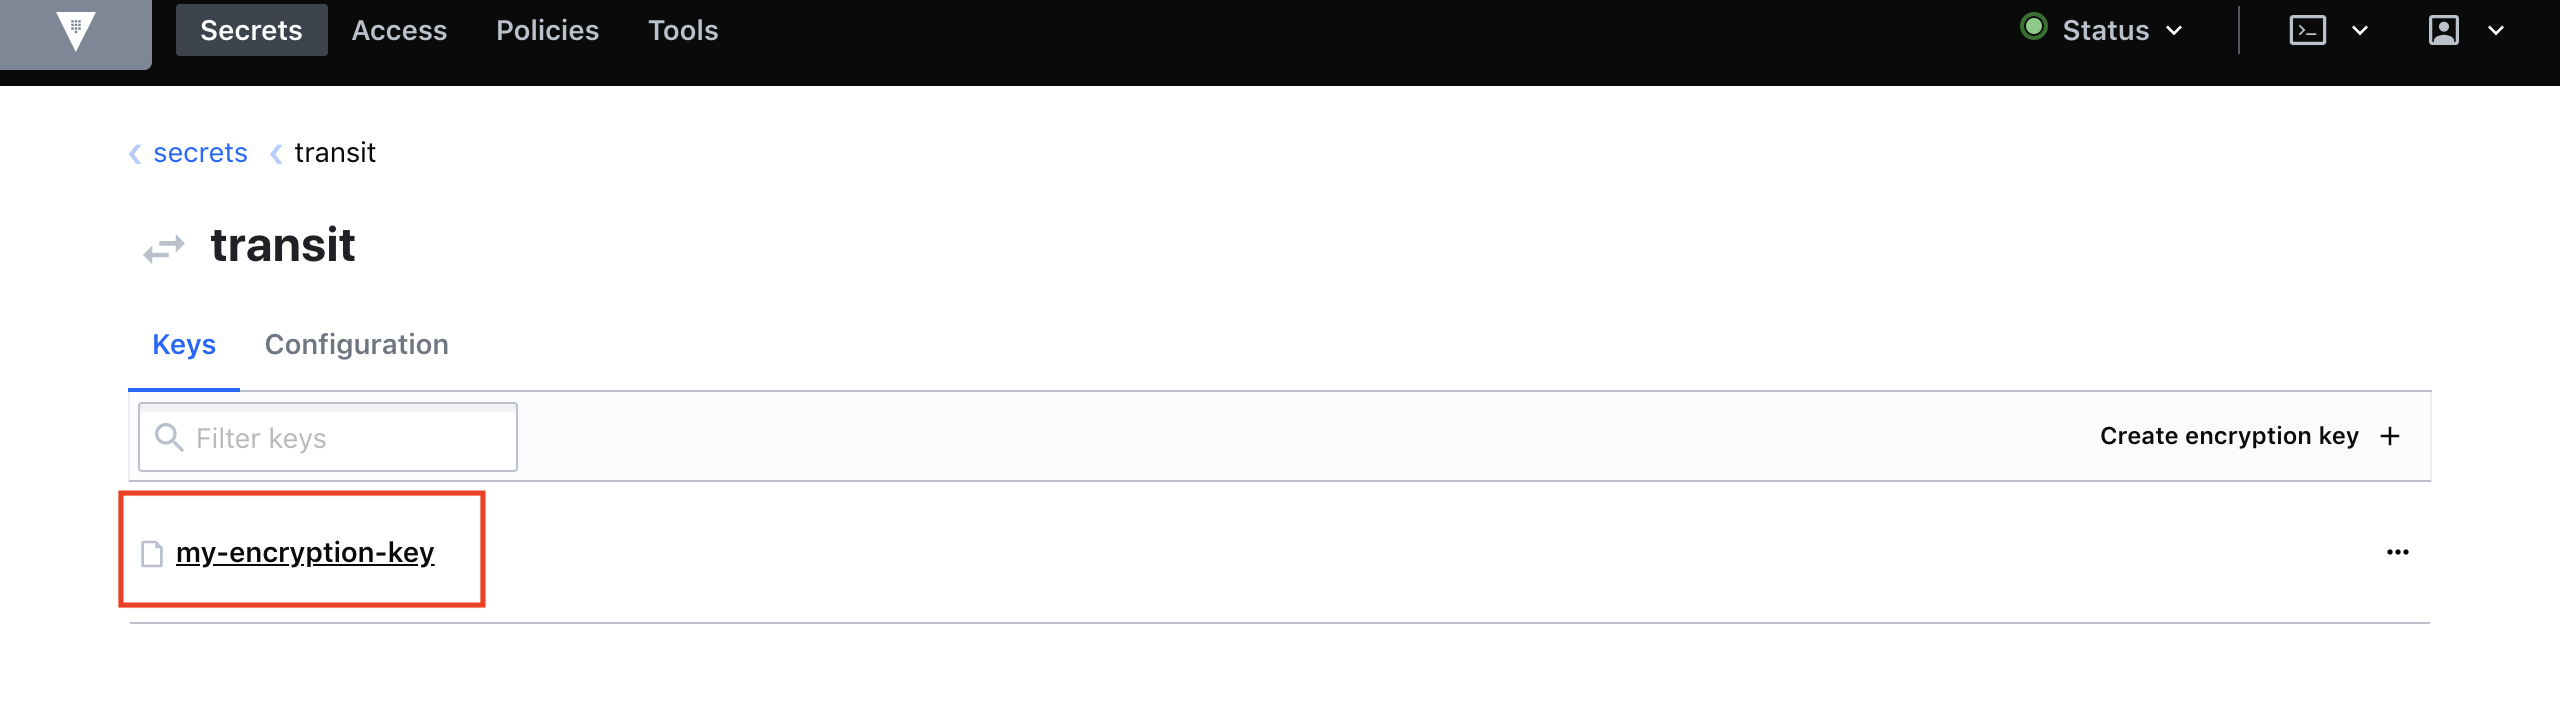 Secrets Access Policies Tools Status
secrets transit
transit
Keys Configuration
Filter keys Create encryption key +
my-encryption-key